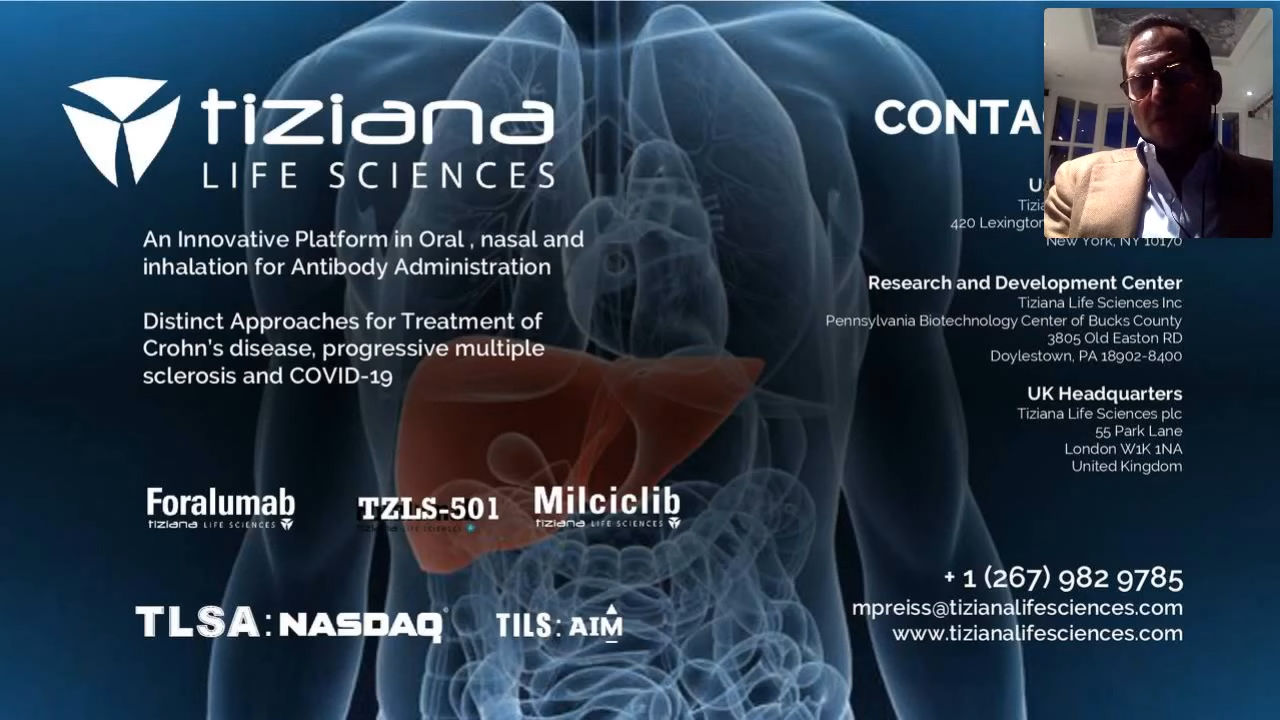 tiziana
LIFE SCIENCES
An Innovative Platform in Oral , nasal and
inhalation for Antibody Administration
Distinct Approaches for Treatment of
Crohn's disease, progressive multiple
sclerosis and COVID-19
Foralumab
tiziana LIFE SCIENCES
TZLS-501
tiziana LIFE SCIENCES
Milciclib
tiziana LIFE SCIENCES
TLSA: NASDAQ
TILS: AIM
CONTA
U
Tizia
420 Lexington
New York, NY 10170
Research and Development Center
Tiziana Life Sciences Inc
Pennsylvania Biotechnology Center of Bucks County
3805 Old Easton RD
Doylestown, PA 18902-8400
UK Headquarters
Tiziana Life Sciences plc
55 Park Lane
London W1K 1NA
United Kingdom
+ 1 (267) 982 9785
mpreiss@tizianalifesciences.com
www.tizianalifesciences.com